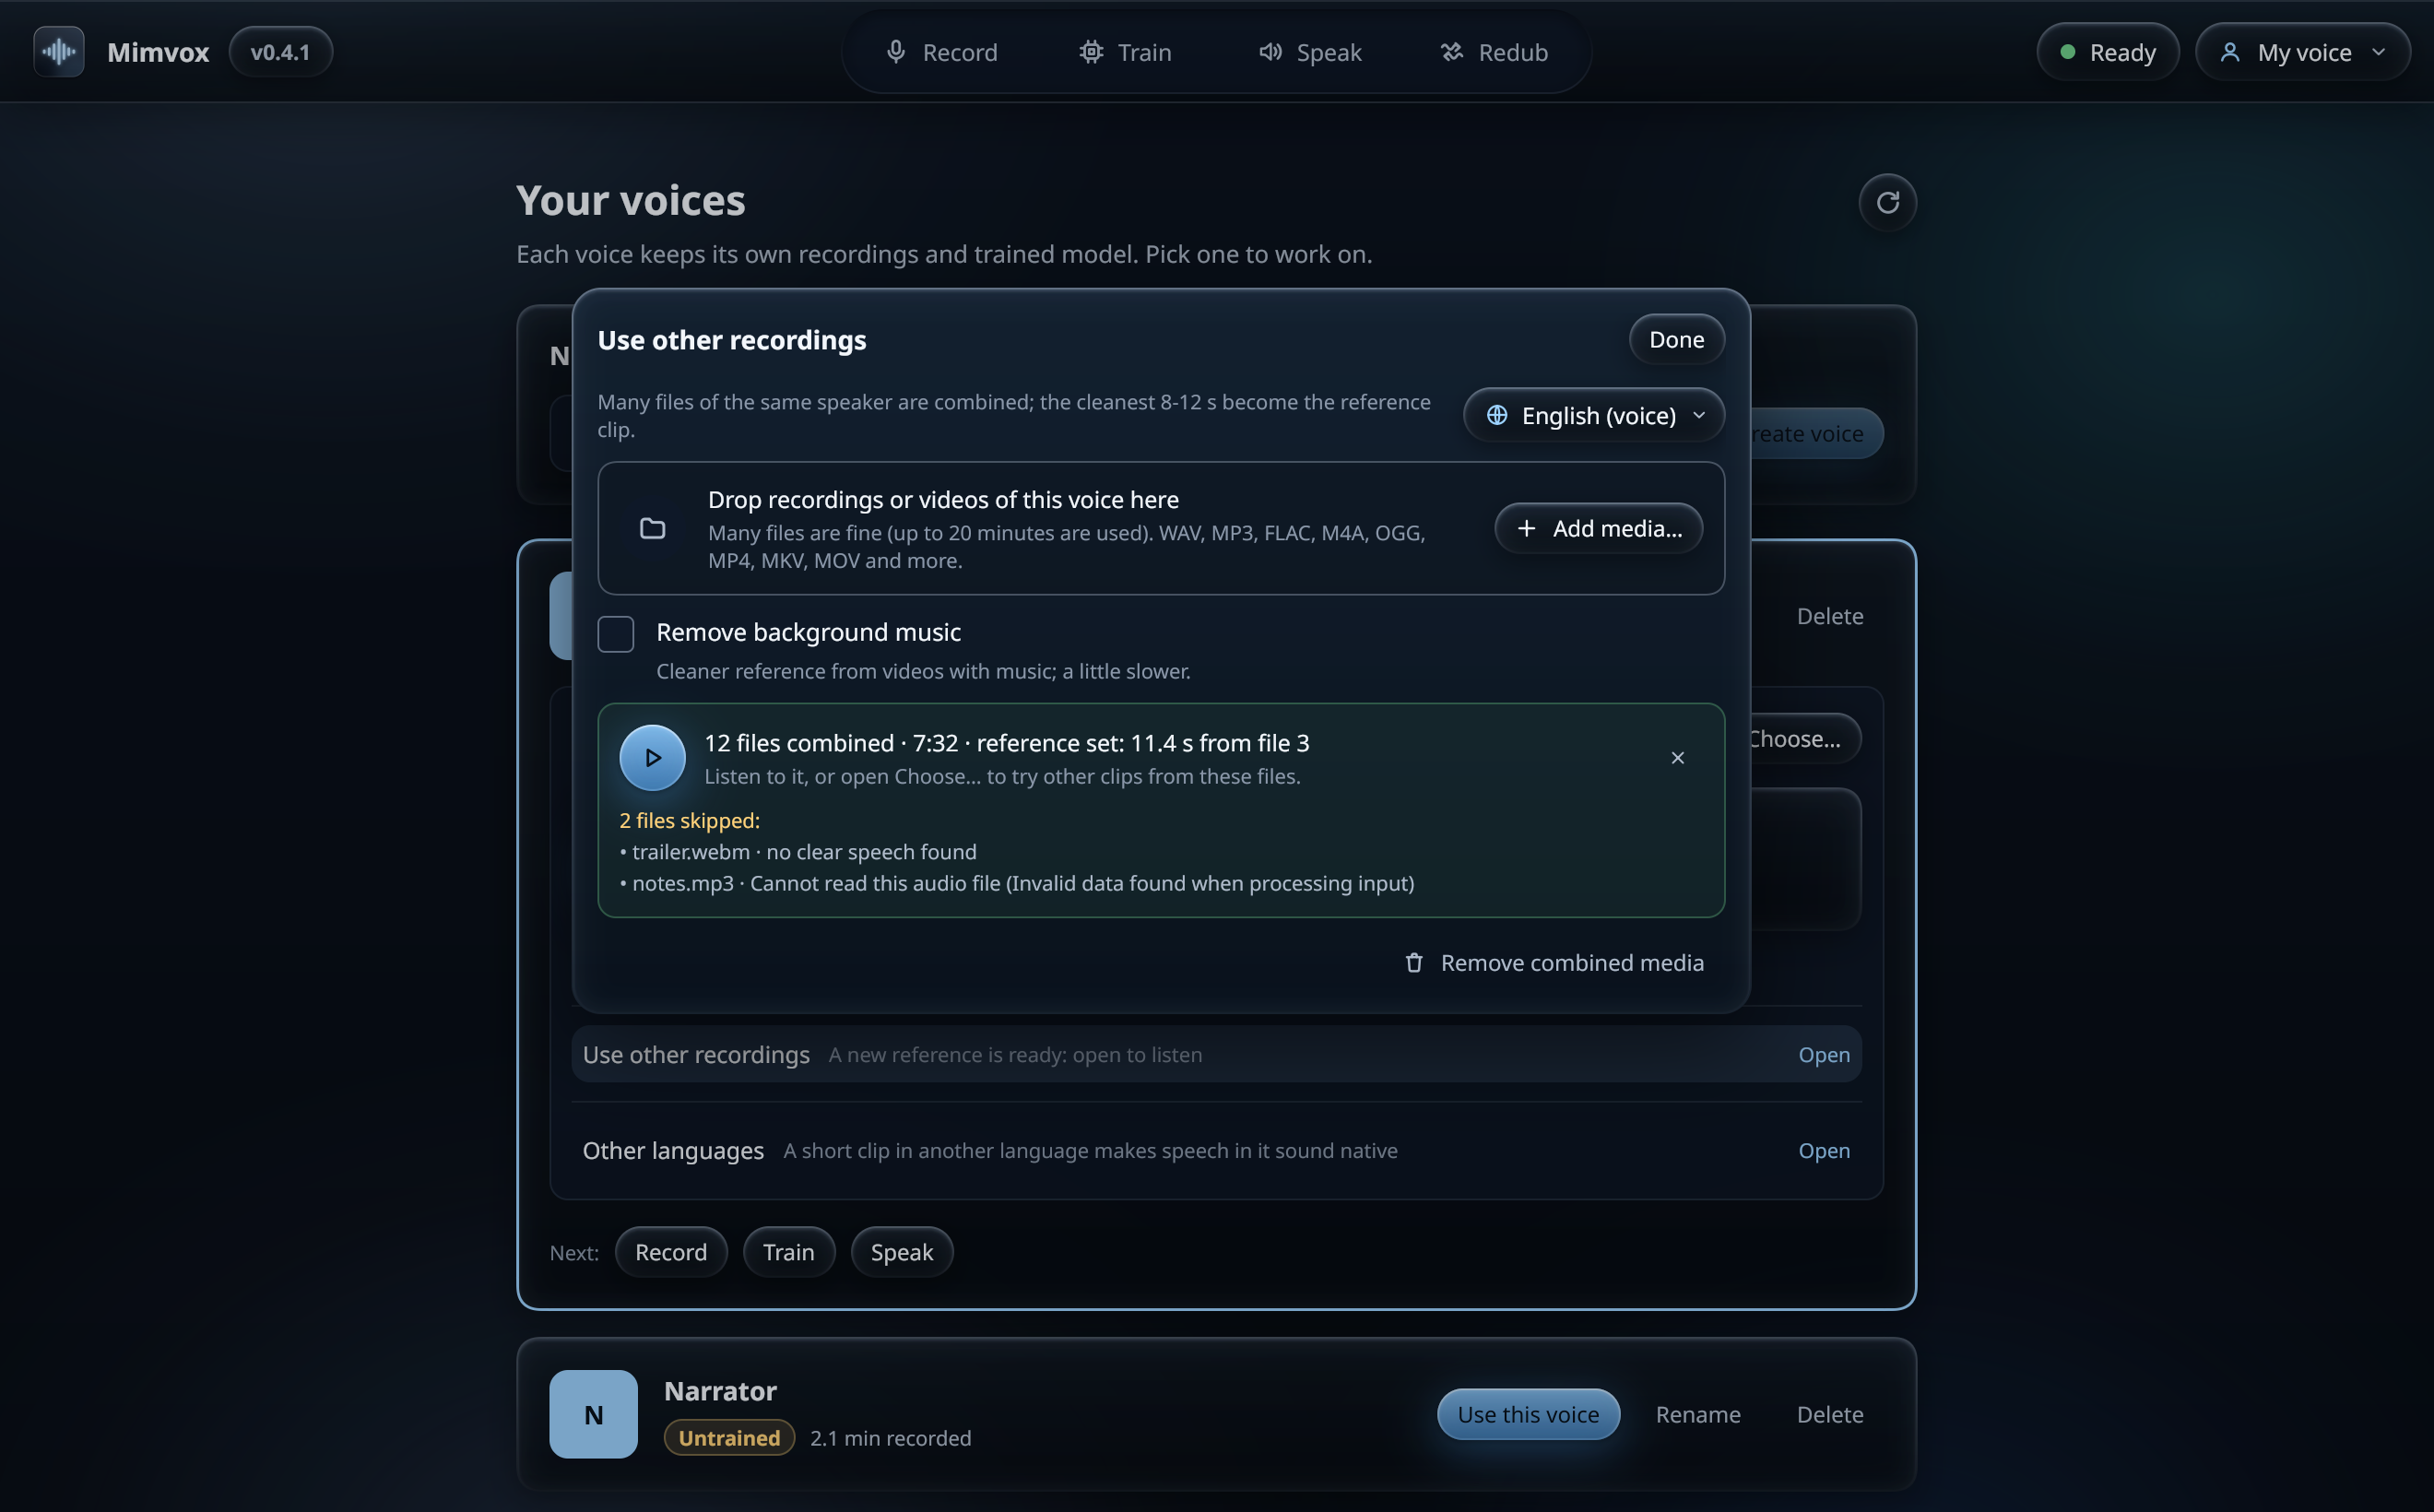 Mimvox
v0.4.1
Record
Train
Speak
Redub
Ready
My voice
Your voices
Each voice keeps its own recordings and trained model. Pick one to work on.
Use other recordings
Done
Many files of the same speaker are combined; the cleanest 8-12 s become the reference
clip.
English (voice)
Drop recordings or videos of this voice here
Many files are fine (up to 20 minutes are used). WAV, MP3, FLAC, M4A, OGG,
MP4, MKV, MOV and more.
Add media...
Remove background music
Cleaner reference from videos with music; a little slower.
Delete
12 files combined · 7:32 · reference set: 11.4 s from file 3
Listen to it, or open Choose... to try other clips from these files.
Choose...
2 files skipped:
• trailer.webm · no clear speech found
• notes.mp3 · Cannot read this audio file (Invalid data found when processing input)
Remove combined media
Use other recordings
A new reference is ready: open to listen
Open
Other languages
A short clip in another language makes speech in it sound native
Open
Next:
Record
Train
Speak
N
Narrator
Untrained
2.1 min recorded
Use this voice
Rename
Delete